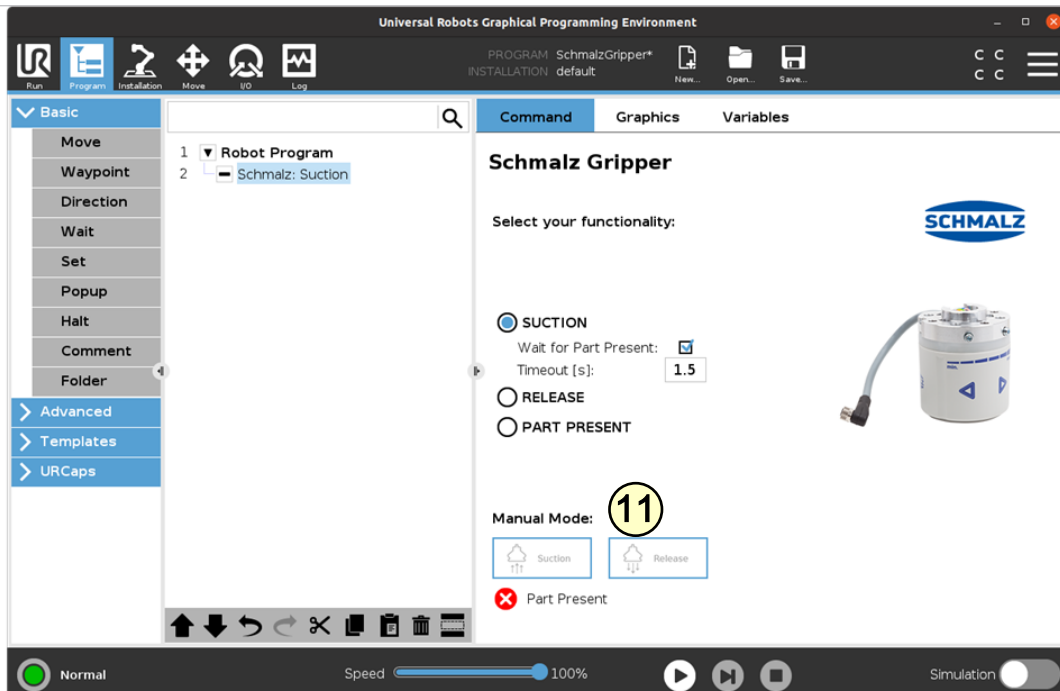 Universal Robots Graphical Programming Environment
UR
Run
Program
Installation
Move
I/O
Log
PROGRAM SchmalzGripper*
INSTALLATION default
New...
Open...
Save...
C C
C C
Basic
Move
Waypoint
Direction
Wait
Set
Popup
Halt
Comment
Folder
Advanced
Templates
URCaps
1 Robot Program
2 Schmalz: Suction
Command Graphics Variables
Schmalz Gripper
Select your functionality:
SCHMALZ
SUCTION
Wait for Part Present:
Timeout [s]: 1.5
RELEASE
PART PRESENT
11
Manual Mode:
Suction Release
Part Present
Normal
Speed 100%
Simulation